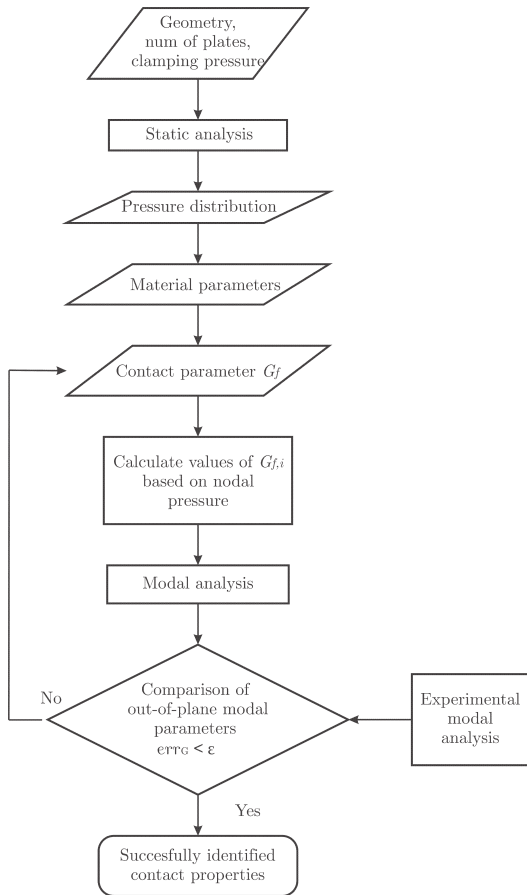 Geometry,
num of plates,
clamping pressure
Static analysis
Pressure distribution
Material parameters
Contact parameter Gf
Calculate values of Gf,i
based on nodal
pressure
Modal analysis
No
Comparison of
out-of-plane modal
parameters
errG < ε
Experimental
modal
analysis
Yes
Succesfully identified
contact properties